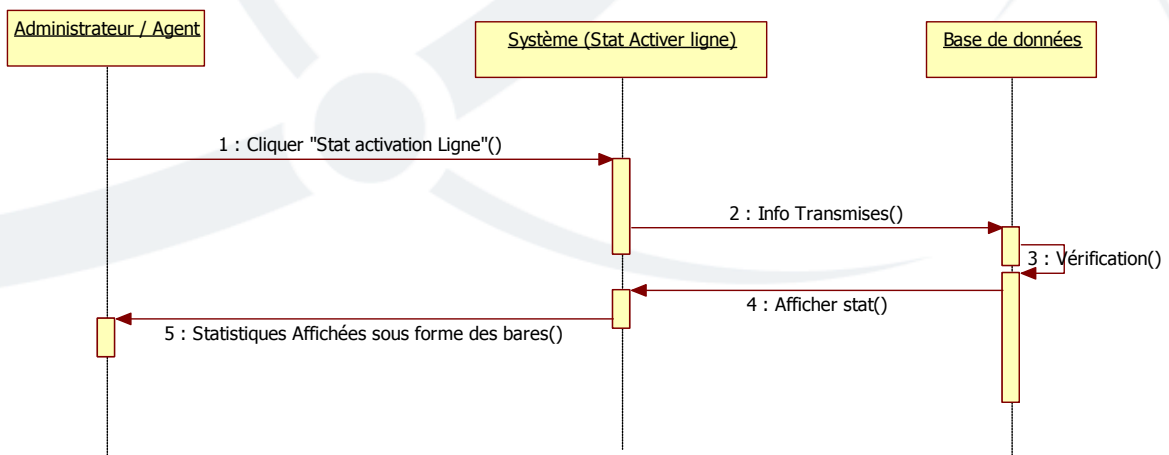 Administrateur / Agent
Système (Stat Activer ligne)
Base de données
1 : Cliquer "Stat activation Ligne"()
2 : Info Transmises()
3 : Vérification()
4 : Afficher stat()
5 : Statistiques Affichées sous forme des bares()